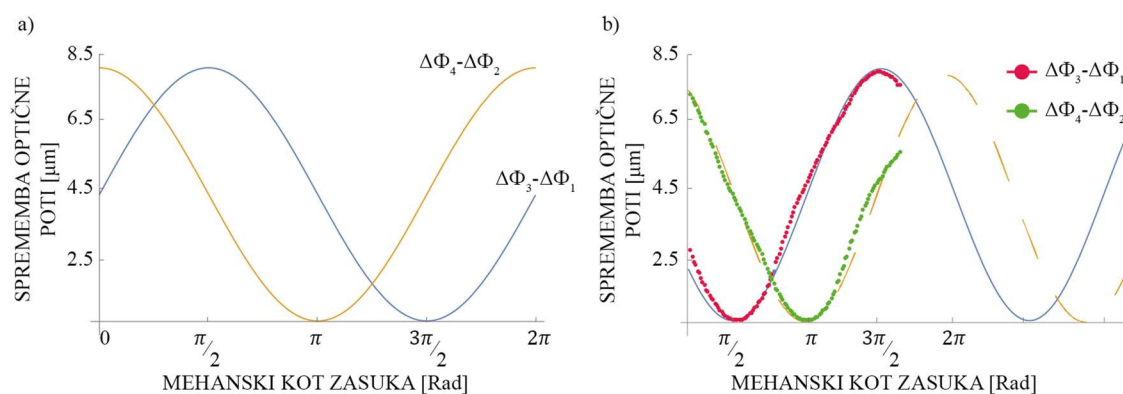 a)
SPREMEMBA OPTIČNE
POTI [μm]
8.5
6.5
4.5
2.5
ΔΦ₄-ΔΦ₂
ΔΦ₃-ΔΦ₁
0
π/2
π
3π/2
2π
MEHANSKI KOT ZASUKA [Rad]
b)
SPREMEMBA OPTIČNE
POTI [μm]
8.5
6.5
4.5
2.5
ΔΦ₃-ΔΦ₁
ΔΦ₄-ΔΦ₂
π/2
π
3π/2
2π
MEHANSKI KOT ZASUKA [Rad]